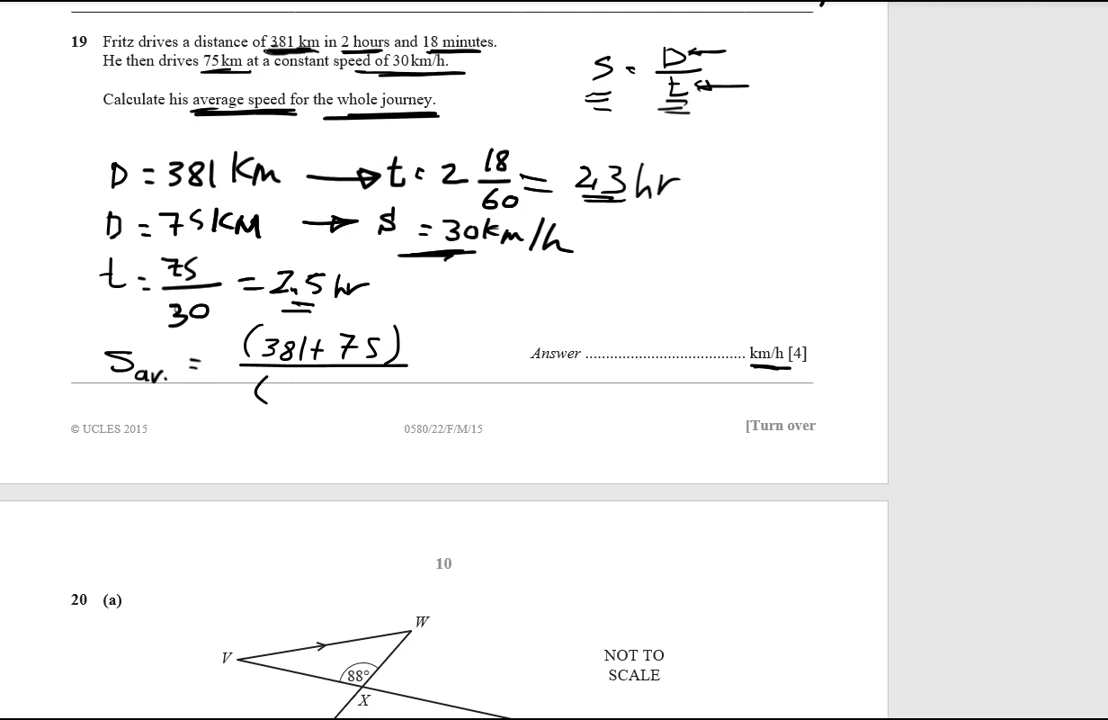 19 Fritz drives a distance of 381 km in 2 hours and 18 minutes.
He then drives 75 km at a constant speed of 30 km/h.
S = D/t
Calculate his average speed for the whole journey.
D = 381 Km → t = 2 18/60 = 2,3 hr
D = 75 KM → S = 30km/h
t = 75/30 = 2.5 hr
Sav. = (381+ 75)/(
Answer ...................................... km/h [4]
© UCLES 2015 0580/22/F/M/15 [Turn over
10
20 (a)
W
V
88°
X
NOT TO
SCALE